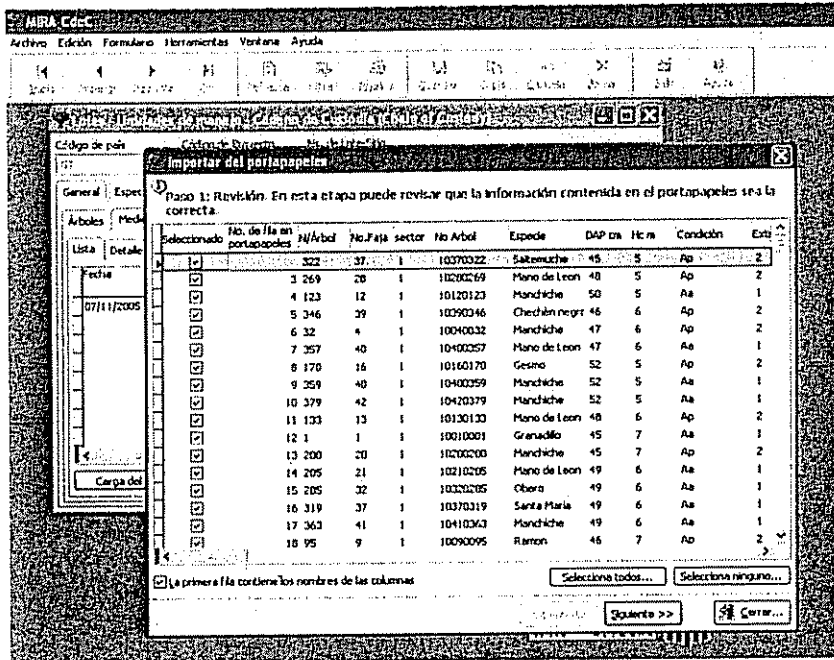 MIRA CdeC
Archivo Edición Formulario Herramientas Ventana Ayuda
Código de país
General Espec
Árboles Mede
Lista Detalle
Fecha
07/11/2005
Carga del
Importar del portapapeles
Paso 1: Revisión. En esta etapa puede revisar que la información contenida en el portapapeles sea la
correcta.
Seleccionado No. de fila en portapapeles N/Árbol No.Faja sector No Arbol Especie DAP cm Hc m Condición Extr
322 37 1 10370322 Saltemuche 45 5 Ap 2
3 269 28 1 10280269 Mano de Leon 48 5 Ap 2
4 123 12 1 10120123 Manchiche 50 5 Aa 1
5 346 39 1 10390346 Chechén negro 46 6 Ap 2
6 32 4 1 10040032 Manchiche 47 6 Ap 2
7 357 40 1 10400357 Mano de Leon 47 6 Aa 1
8 170 16 1 10160170 Gesmo 52 5 Ap 2
9 359 40 1 10400359 Manchiche 52 5 Aa 1
10 379 42 1 10420379 Manchiche 52 5 Aa 1
11 133 13 1 10130133 Mano de Leon 48 6 Ap 2
12 1 1 1 10010001 Granadillo 45 7 Aa 1
13 200 20 1 10200200 Manchiche 45 7 Ap 2
14 205 21 1 10210205 Mano de Leon 49 6 Aa 1
15 285 32 1 10320285 Obero 49 6 Aa 1
16 319 37 1 10370319 Santa Maria 49 6 Aa 1
17 363 41 1 10410363 Manchiche 49 6 Aa 1
18 95 9 1 10090095 Ramon 46 7 Ap 2
La primera fila contiene los nombres de las columnas
Selecciona todos... Selecciona ninguno...
Siguiente >> Cerrar...